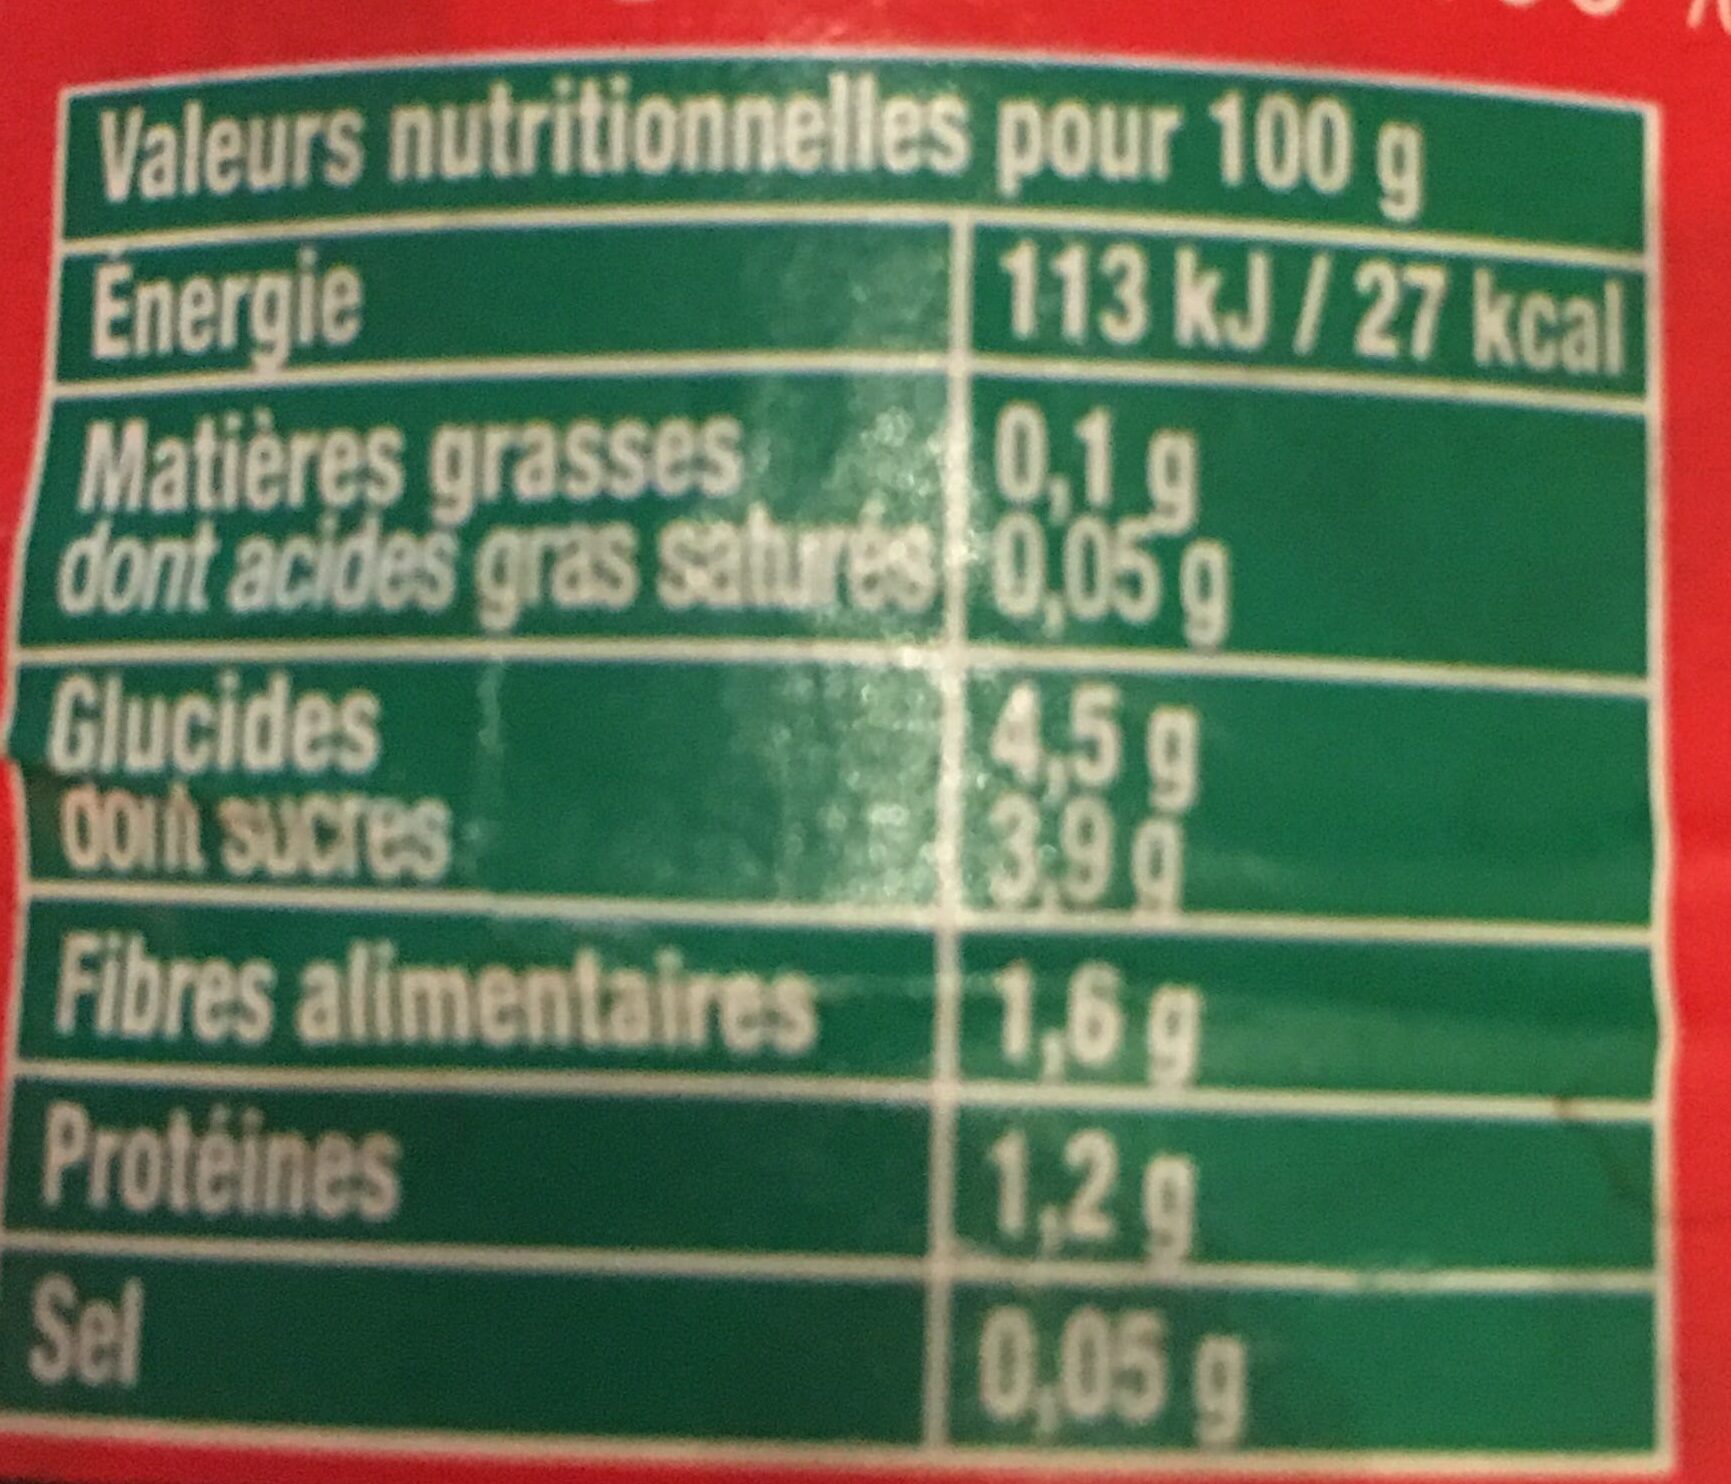 Valeurs nutritionnelles pour 100 g
Énergie 113 kJ / 27 kcal
Matières grasses 0,1 g
dont acides gras saturés 0,05 g
Glucides 4,5 g
dont sucres 3,9 g
Fibres alimentaires 1,6 g
Protéines 1,2 g
Sel 0,05 g